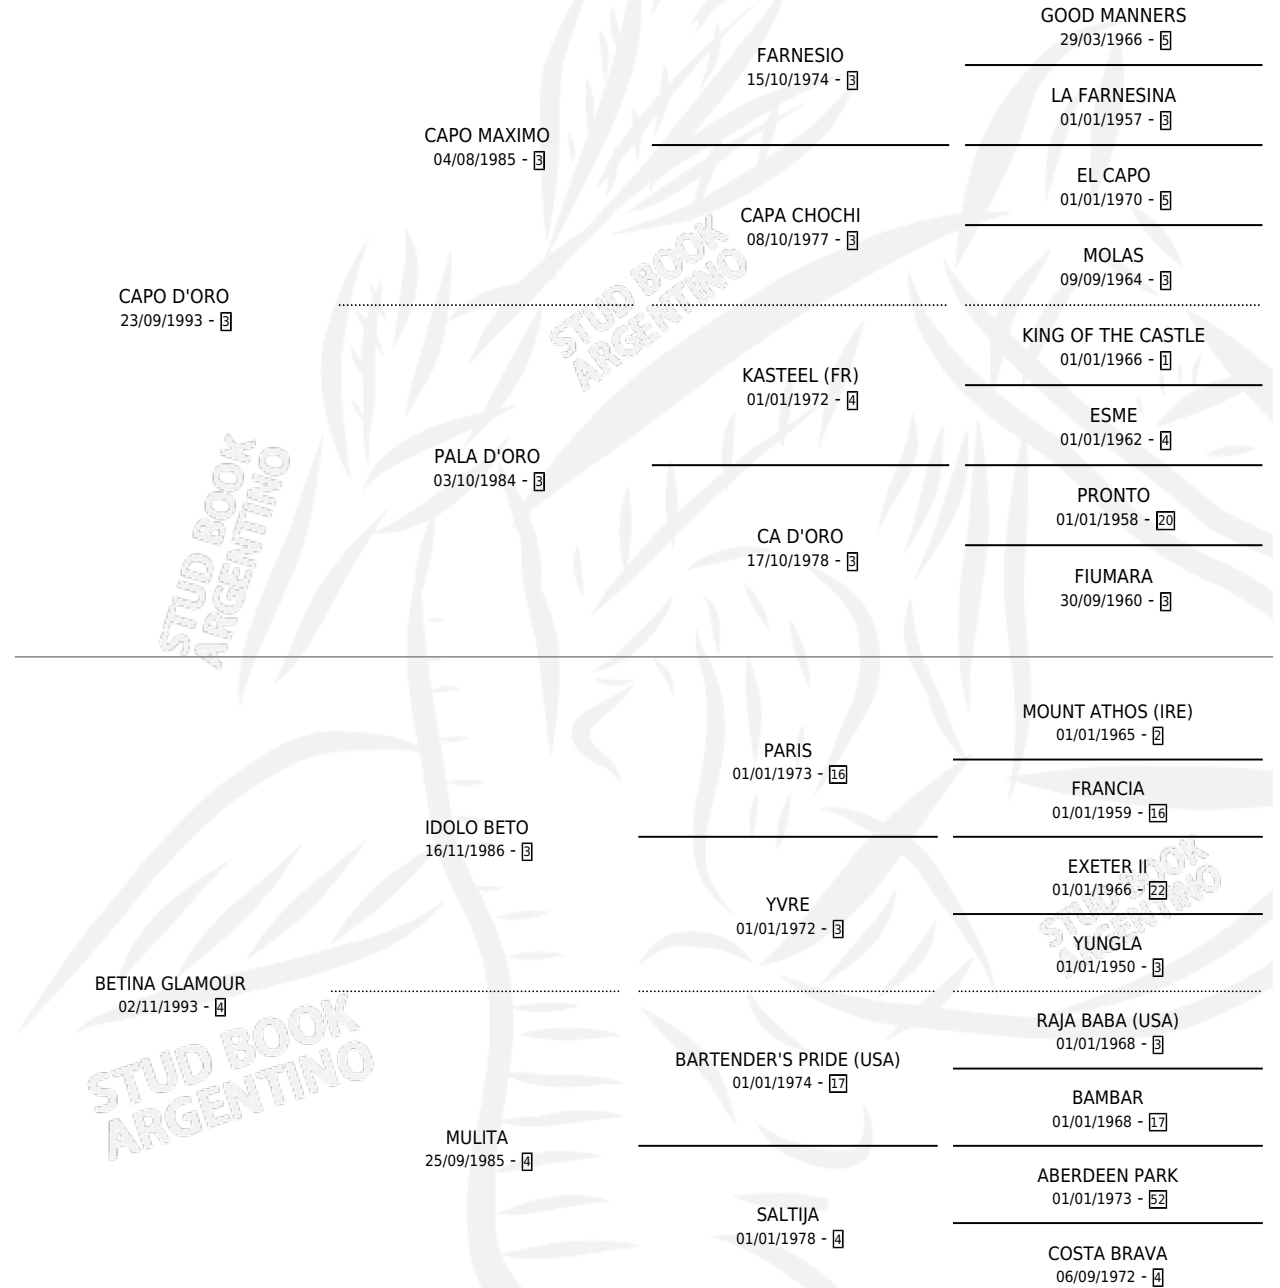 GOOD MANNERS
29/03/1966 - 5
FARNESIO
15/10/1974 - 3
LA FARNESINA
01/01/1957 - 3
CAPO MAXIMO
04/08/1985 - 3
EL CAPO
01/01/1970 - 5
CAPA CHOCHI
08/10/1977 - 3
MOLAS
09/09/1964 - 3
CAPO D'ORO
23/09/1993 - 3
KING OF THE CASTLE
01/01/1966 - 1
KASTEEL (FR)
01/01/1972 - 4
ESME
01/01/1962 - 4
PALA D'ORO
03/10/1984 - 3
PRONTO
01/01/1958 - 20
CA D'ORO
17/10/1978 - 3
FIUMARA
30/09/1960 - 3
STUD BOOK
ARGENTINO
STUD BOOK
ARGENTINO
MOUNT ATHOS (IRE)
01/01/1965 - 2
PARIS
01/01/1973 - 16
FRANCIA
01/01/1959 - 16
IDOLO BETO
16/11/1986 - 3
EXETER II
01/01/1966 - 22
YVRE
01/01/1972 - 3
YUNGLA
01/01/1950 - 3
BETINA GLAMOUR
02/11/1993 - 4
RAJA BABA (USA)
01/01/1968 - 3
BARTENDER'S PRIDE (USA)
01/01/1974 - 17
BAMBAR
01/01/1968 - 17
MULITA
25/09/1985 - 4
ABERDEEN PARK
01/01/1973 - 52
SALTIJA
01/01/1978 - 4
COSTA BRAVA
06/09/1972 - 4
STUD BOOK
ARGENTINO
STUD BOOK
ARGENTINO